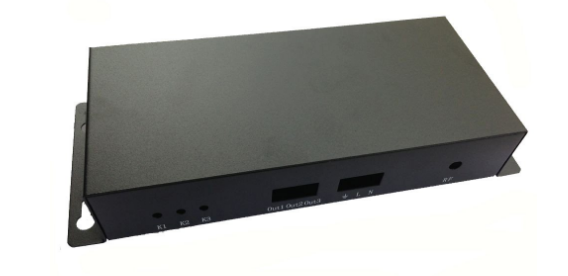 K1 K2 K3 Out1 Out2 Out3 ⏚ L N RF